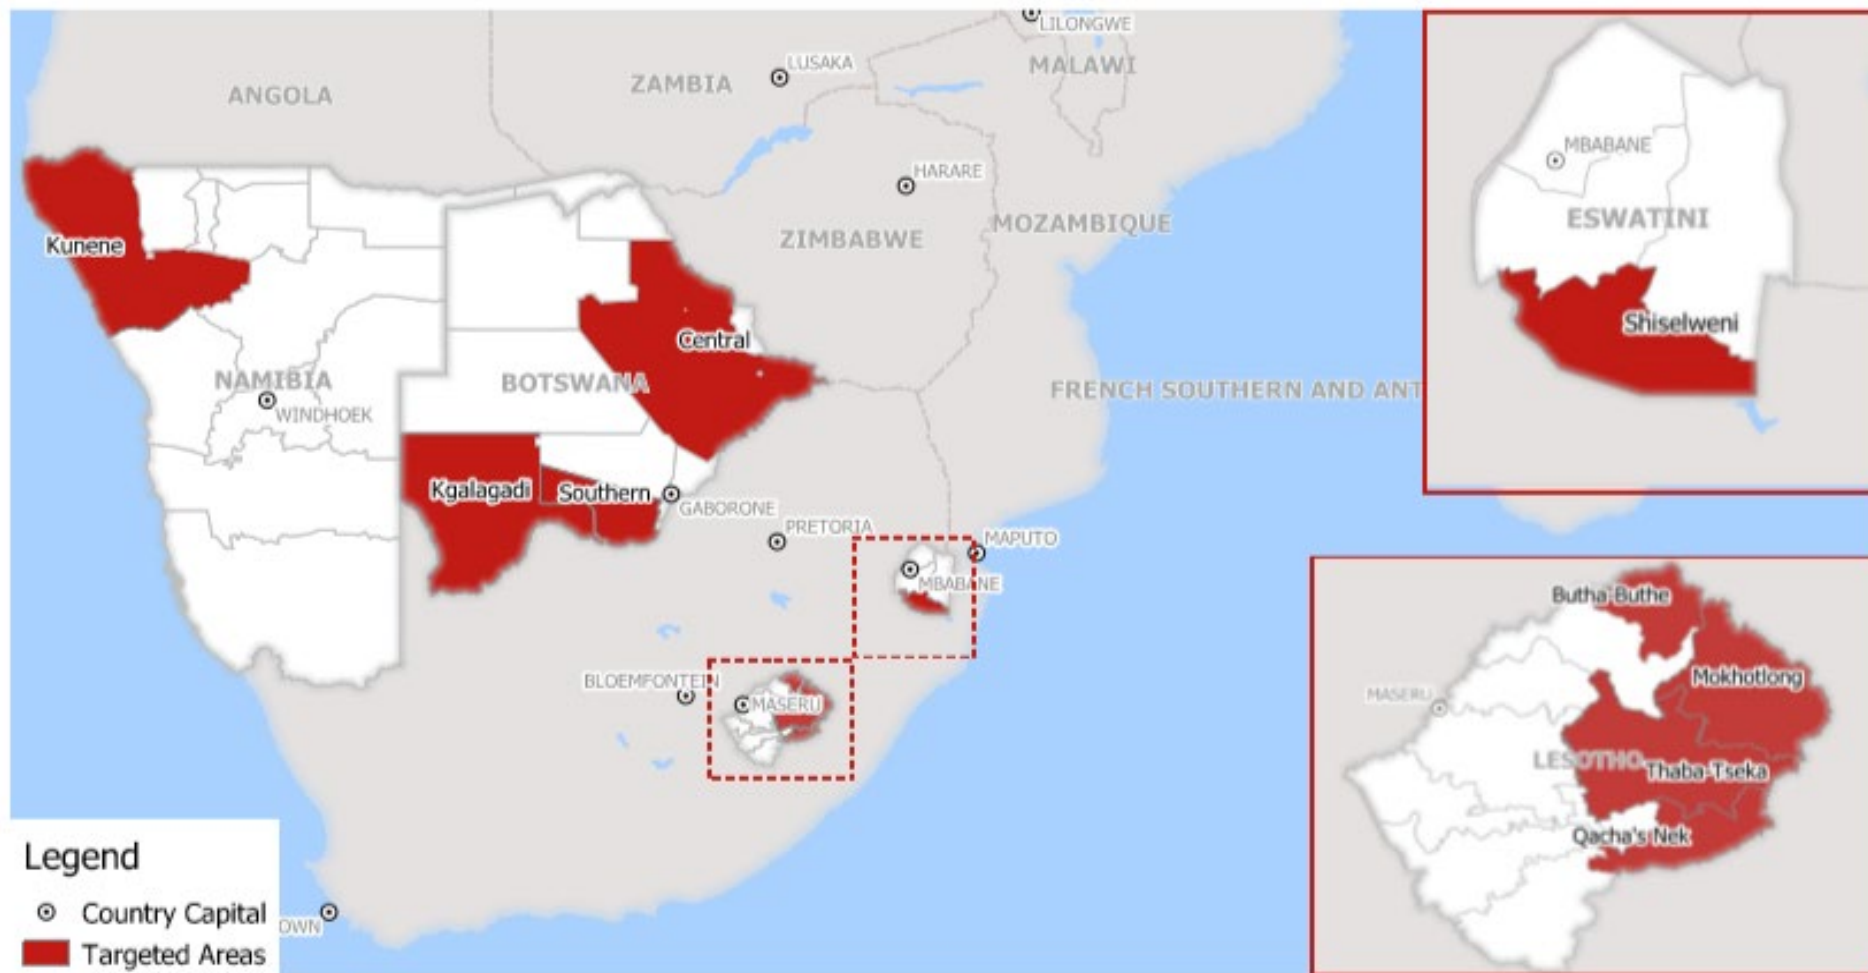 LILONGWE
MALAWI
LUSAKA
ZAMBIA
ANGOLA
HARARE
ZIMBABWE
MOZAMBIQUE
Kunene
Central
NAMIBIA
WINDHOEK
BOTSWANA
FRENCH SOUTHERN AND ANT
Kgalagadi
Southern
GABORONE
PRETORIA
MAPUTO
MBABANE
BLOEMFONTEIN
MASERU
OWN
MBABANE
ESWATINI
Shiselweni
Butha-Buthe
Mokhotlong
MASERU
LESOTHO
Thaba-Tseka
Qacha's Nek
Legend
Country Capital
Targeted Areas